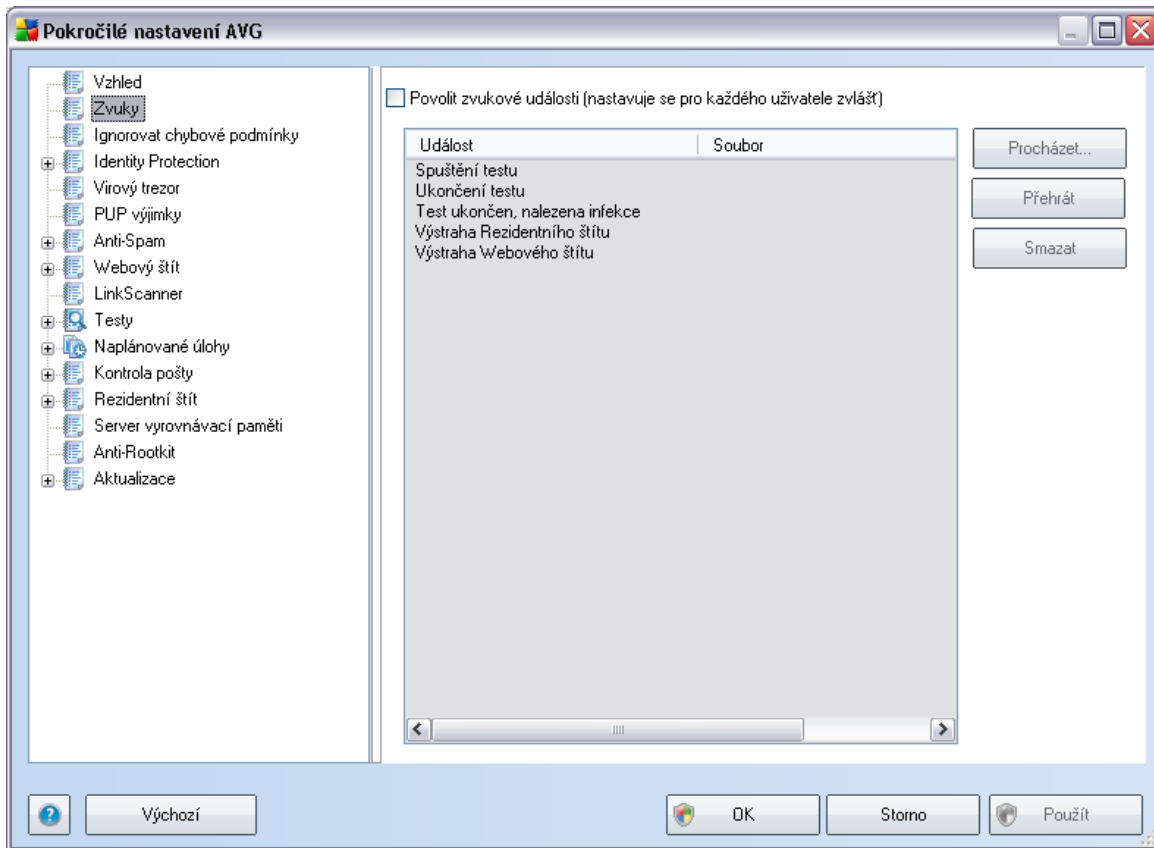 Pokročilé nastavení AVG
Vzhled
Zvuky
Ignorovat chybové podmínky
Identity Protection
Virový trezor
PUP výjimky
Anti-Spam
Webový štít
LinkScanner
Testy
Naplánované úlohy
Kontrola pošty
Rezidentní štít
Server vyrovnávací paměti
Anti-Rootkit
Aktualizace
Povolit zvukové události (nastavuje se pro každého uživatele zvlášť)
Událost Soubor
Spuštění testu
Ukončení testu
Test ukončen, nalezena infekce
Výstraha Rezidentního štítu
Výstraha Webového štítu
Procházet...
Přehrát
Smazat
? Výchozí OK Storno Použít